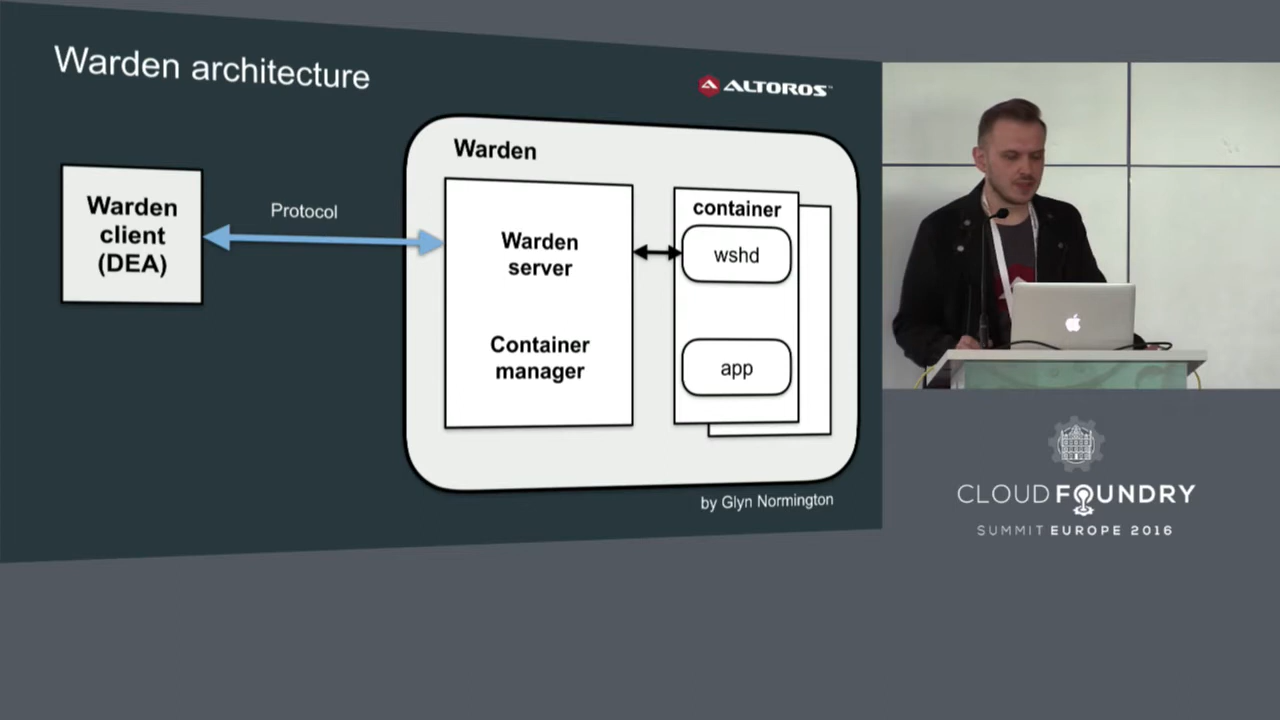 Warden architecture
ALTOROS™
Warden
Warden
client
(DEA)
Protocol
Warden
server
Container
manager
container
wshd
app
by Glyn Normington
CLOUD FOUNDRY
SUMMIT EUROPE 2016